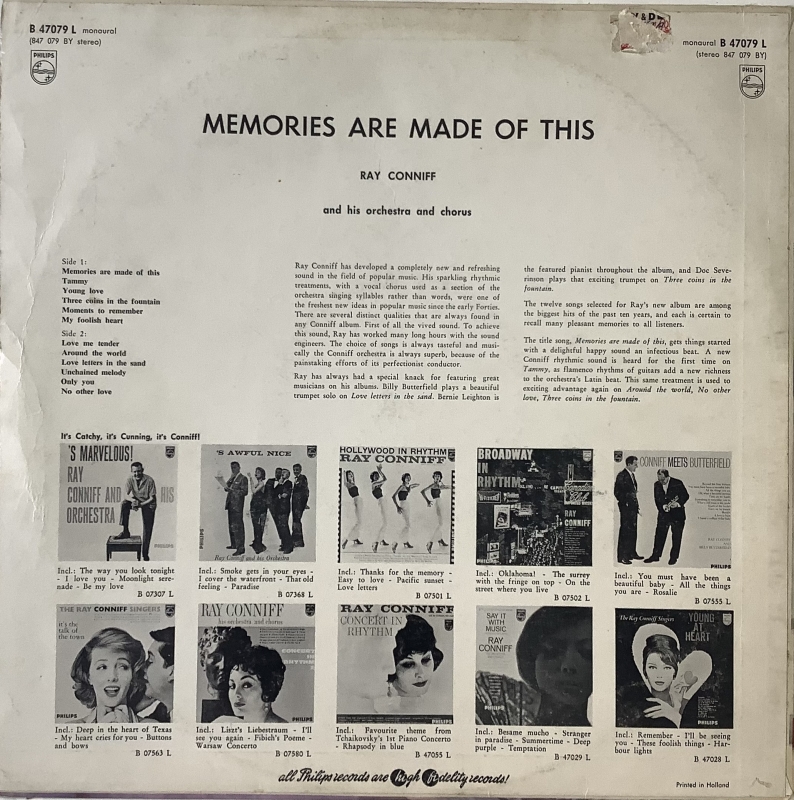 B 47079 L monaural
(847 079 BY stereo)
PHILIPS
monaural B 47079 L
(stereo 847 079 BY)
PHILIPS
MEMORIES ARE MADE OF THIS
RAY CONNIFF
and his orchestra and chorus
Side 1:
Memories are made of this
Tammy
Young love
Three coins in the fountain
Moments to remember
My foolish heart
Side 2:
Love me tender
Around the world
Love letters in the sand
Unchained melody
Only you
No other love
Ray Conniff has developed a completely new and refreshing
sound in the field of popular music. His sparkling rhythmic
treatments, with a vocal chorus used as a section of the
orchestra singing syllables rather than words, were one of
the freshest new ideas in popular music since the early Forties.
There are several distinct qualities that are always found in
any Conniff album. First of all the vived sound. To achieve
this sound, Ray has worked many long hours with the sound
engineers. The choice of songs is always tasteful and musi-
cally the Conniff orchestra is always superb, because of the
painstaking efforts of its perfectionist conductor.
Ray has always had a special knack for featuring great
musicians on his albums. Billy Butterfield plays a beautiful
trumpet solo on Love letters in the sand. Bernie Leighton is
the featured pianist throughout the album, and Doc Seve-
rinson plays that exciting trumpet on Three coins in the
fountain.
The twelve songs selected for Ray's new album are among
the biggest hits of the past ten years, and each is certain to
recall many pleasant memories to all listeners.
The title song, Memories are made of this, gets things started
with a delightful happy sound an infectious beat. A new
Conniff rhythmic sound is heard for the first time on
Tammy, as flamenco rhythms of guitars add a new richness
to the orchestra's Latin beat. This same treatment is used to
exciting advantage again on Around the world, No other
love, Three coins in the fountain.
It's Catchy, it's Cunning, it's Conniff!
'S MARVELOUS!
RAY
CONNIFF AND HIS
ORCHESTRA
PHILIPS
Incl.: The way you look tonight
- I love you - Moonlight sere-
nade - Be my love
B 07307 L
'S AWFUL NICE
Ray Conniff and his Orchestra
PHILIPS
Incl.: Smoke gets in your eyes -
I cover the waterfront - That old
feeling - Paradise
B 07368 L
HOLLYWOOD IN RHYTHM
RAY CONNIFF
Incl.: Thanks for the memory -
Easy to love - Pacific sunset -
Love letters
B 07501 L
BROADWAY
IN
RHYTHM
RAY
CONNIFF
Incl.: Oklahoma! - The surrey
with the fringe on top - On the
street where you live
B 07502 L
CONNIFF MEETS BUTTERFIELD
PHILIPS
Incl.: You must have been a
beautiful baby - All the things
you are - Rosalie
B 07555 L
THE RAY CONNIFF SINGERS
it's the
talk of
the town
PHILIPS
Incl.: Deep in the heart of Texas
- My heart cries for you - Buttons
and bows
B 07563 L
RAY CONNIFF
his orchestra and chorus
CONCERT
IN
RHYTHM
PHILIPS
Incl.: Liszt's Liebestraum - I'll
see you again - Fibich's Poeme -
Warsaw Concerto
B 07580 L
RAY CONNIFF
CONCERT IN
RHYTHM
PHILIPS
Incl.: Favourite theme from
Tchaikovsky's 1st Piano Concerto
- Rhapsody in blue
B 47055 L
SAY IT
WITH
MUSIC
RAY
CONNIFF
PHILIPS
Incl.: Besame mucho - Stranger
in paradise - Summertime - Deep
purple - Temptation
B 47029 L
The Ray Conniff Singers
YOUNG
AT
HEART
PHILIPS
Incl.: Remember - I'll be seeing
you - These foolish things - Har-
bour lights
B 47028 L
all Philips records are High Fidelity records!
Printed in Holland